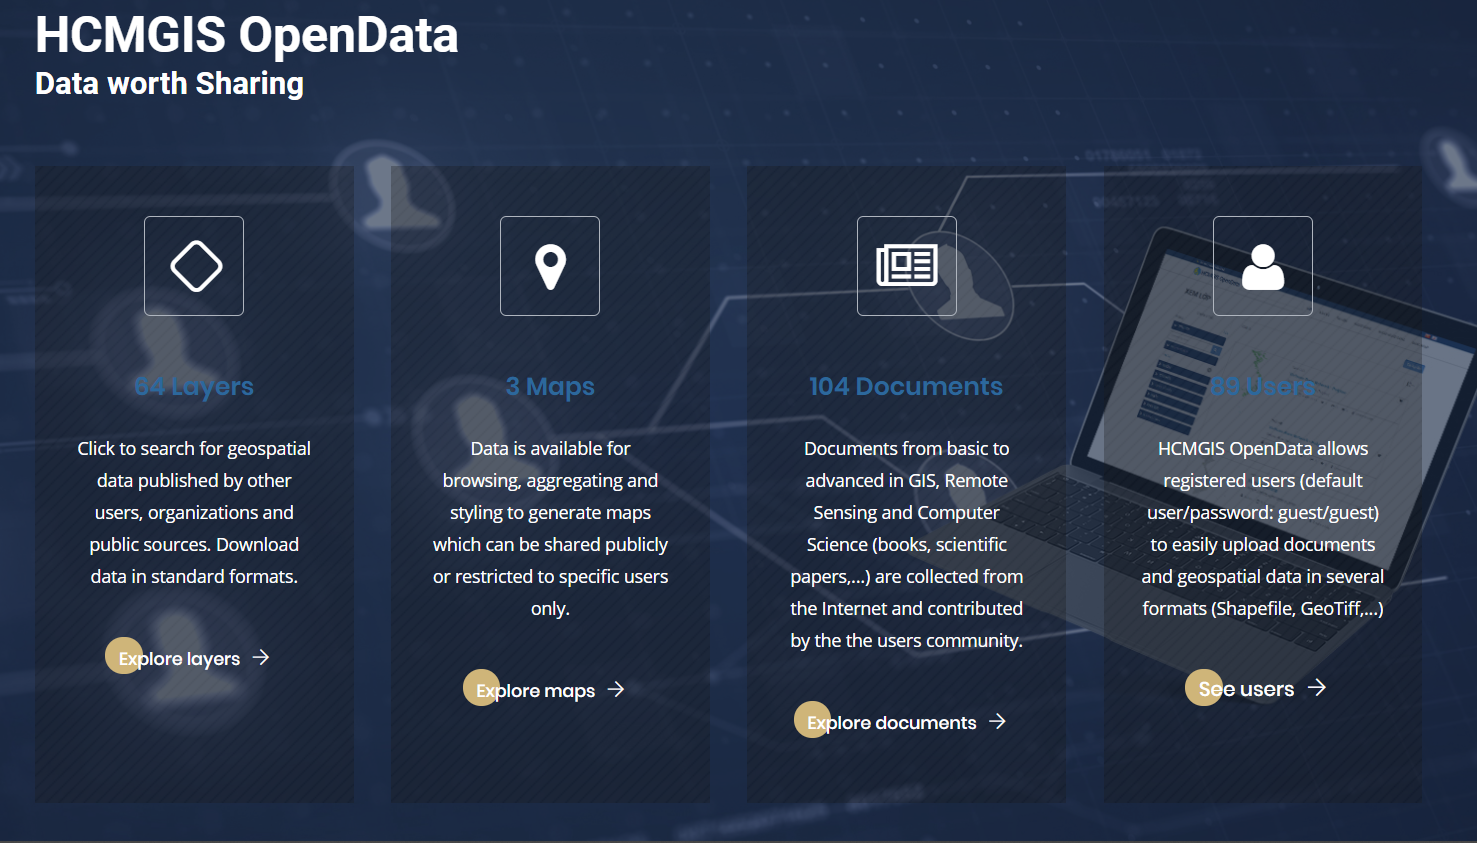 HCMGIS OpenData
Data worth Sharing
64 Layers
Click to search for geospatial
data published by other
users, organizations and
public sources. Download
data in standard formats.
Explore layers
3 Maps
Data is available for
browsing, aggregating and
styling to generate maps
which can be shared publicly
or restricted to specific users
only.
Explore maps
104 Documents
Documents from basic to
advanced in GIS, Remote
Sensing and Computer
Science (books, scientific
papers,...) are collected from
the Internet and contributed
by the the users community.
Explore documents
89 Users
HCMGIS OpenData allows
registered users (default
user/password: guest/guest)
to easily upload documents
and geospatial data in several
formats (Shapefile, GeoTiff,...)
See users